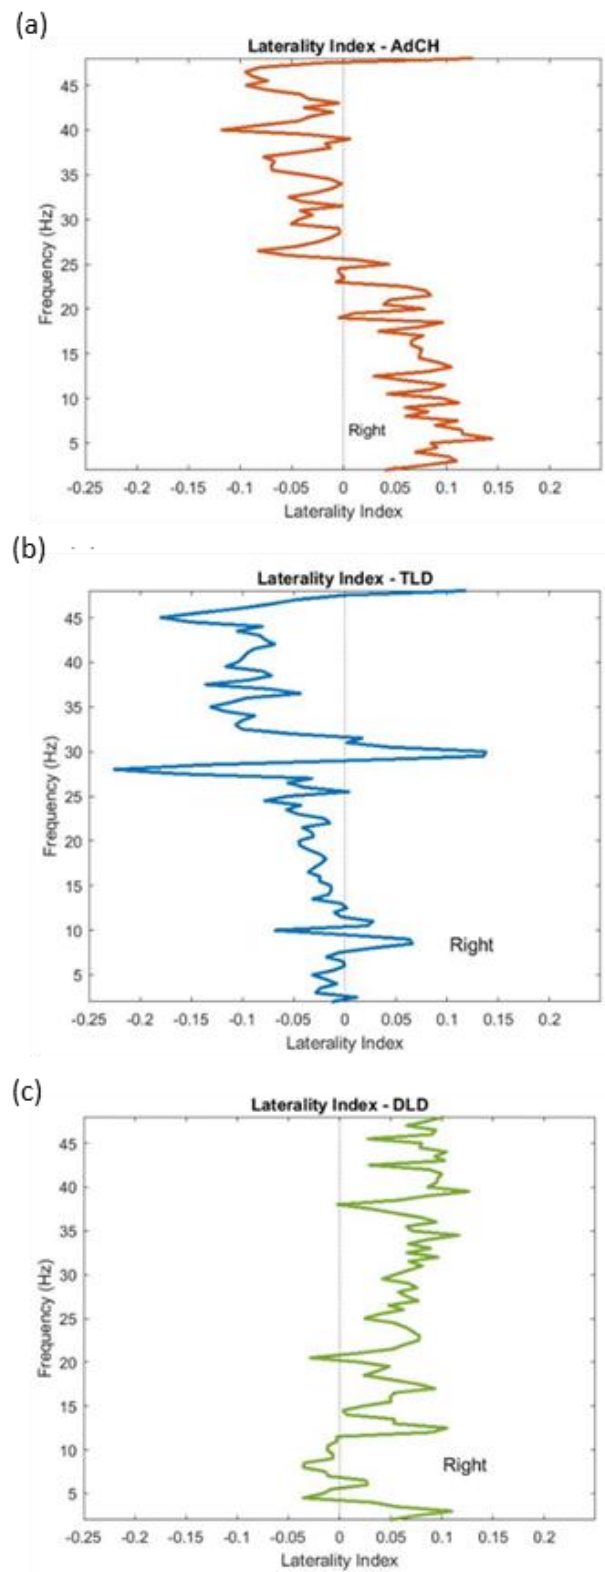 (a)
Laterality Index - AdCH
45
40
35
30
25
20
15
10
5
Frequency (Hz)
Right
-0.25 -0.2 -0.15 -0.1 -0.05 0 0.05 0.1 0.15 0.2
Laterality Index
(b)
Laterality Index - TLD
45
40
35
30
25
20
15
10
5
Frequency (Hz)
Right
-0.25 -0.2 -0.15 -0.1 -0.05 0 0.05 0.1 0.15 0.2
Laterality Index
(c)
Laterality Index - DLD
45
40
35
30
25
20
15
10
5
Frequency (Hz)
Right
-0.25 -0.2 -0.15 -0.1 -0.05 0 0.05 0.1 0.15 0.2
Laterality Index